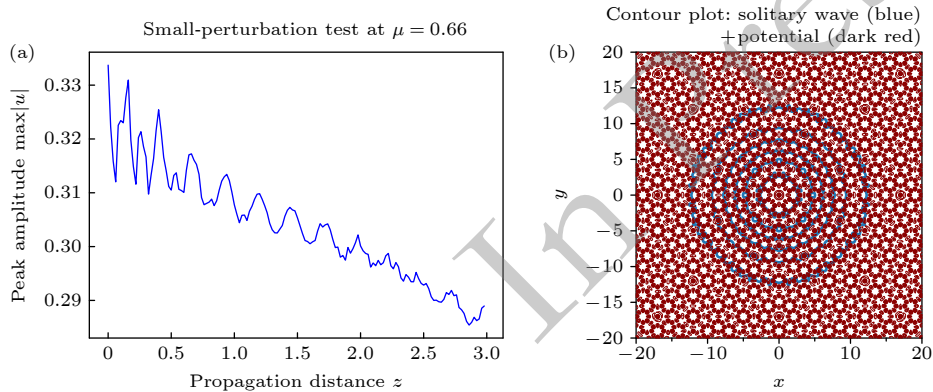 Small-perturbation test at μ = 0.66
(a)
Peak amplitude max|u|
0.33
0.32
0.31
0.30
0.29
0
0.5
1.0
1.5
2.0
2.5
3.0
Propagation distance z
Contour plot: solitary wave (blue)
+potential (dark red)
(b)
y
20
15
10
5
0
−5
−10
−15
−20
−20
−10
0
10
20
x
In Pre